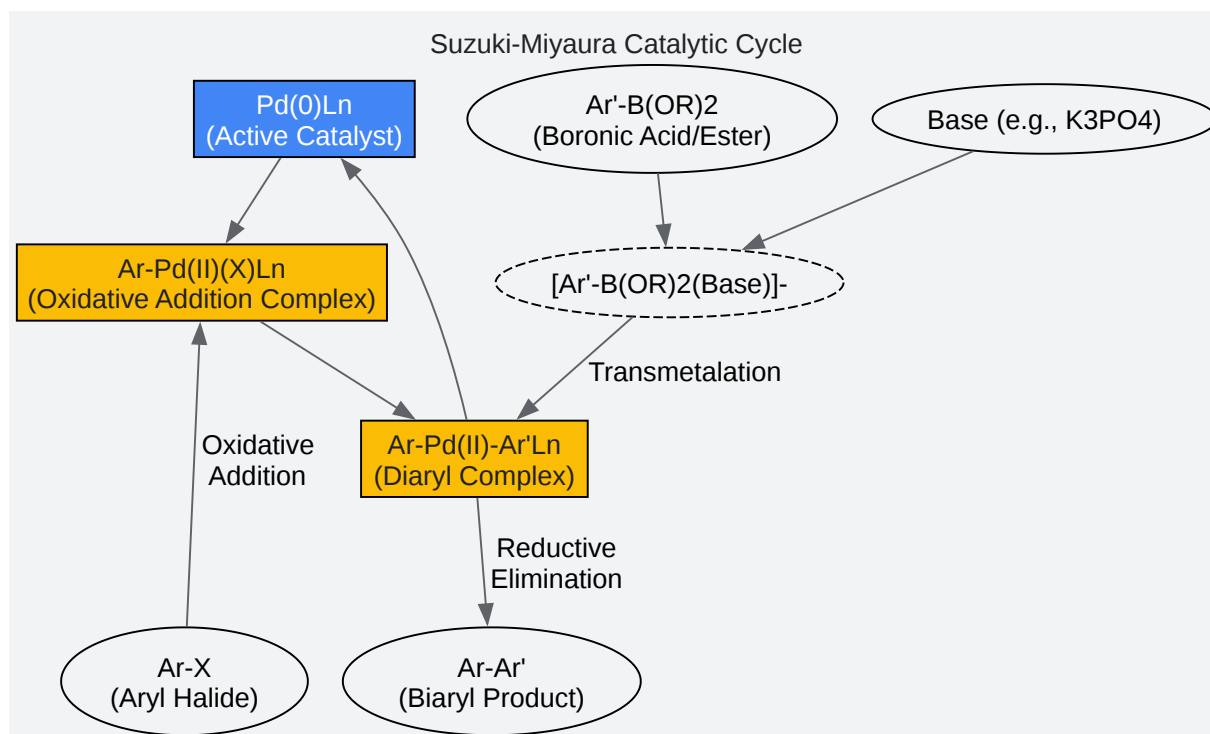 Suzuki-Miyaura Catalytic Cycle
Pd(0)Ln
(Active Catalyst)
Ar'-B(OR)2
(Boronic Acid/Ester)
Base (e.g., K3PO4)
Ar-Pd(II)(X)Ln
(Oxidative Addition Complex)
[Ar'-B(OR)2(Base)]-
Transmetalation
Oxidative
Addition
Ar-Pd(II)-Ar'Ln
(Diaryl Complex)
Reductive
Elimination
Ar-X
(Aryl Halide)
Ar-Ar'
(Biaryl Product)